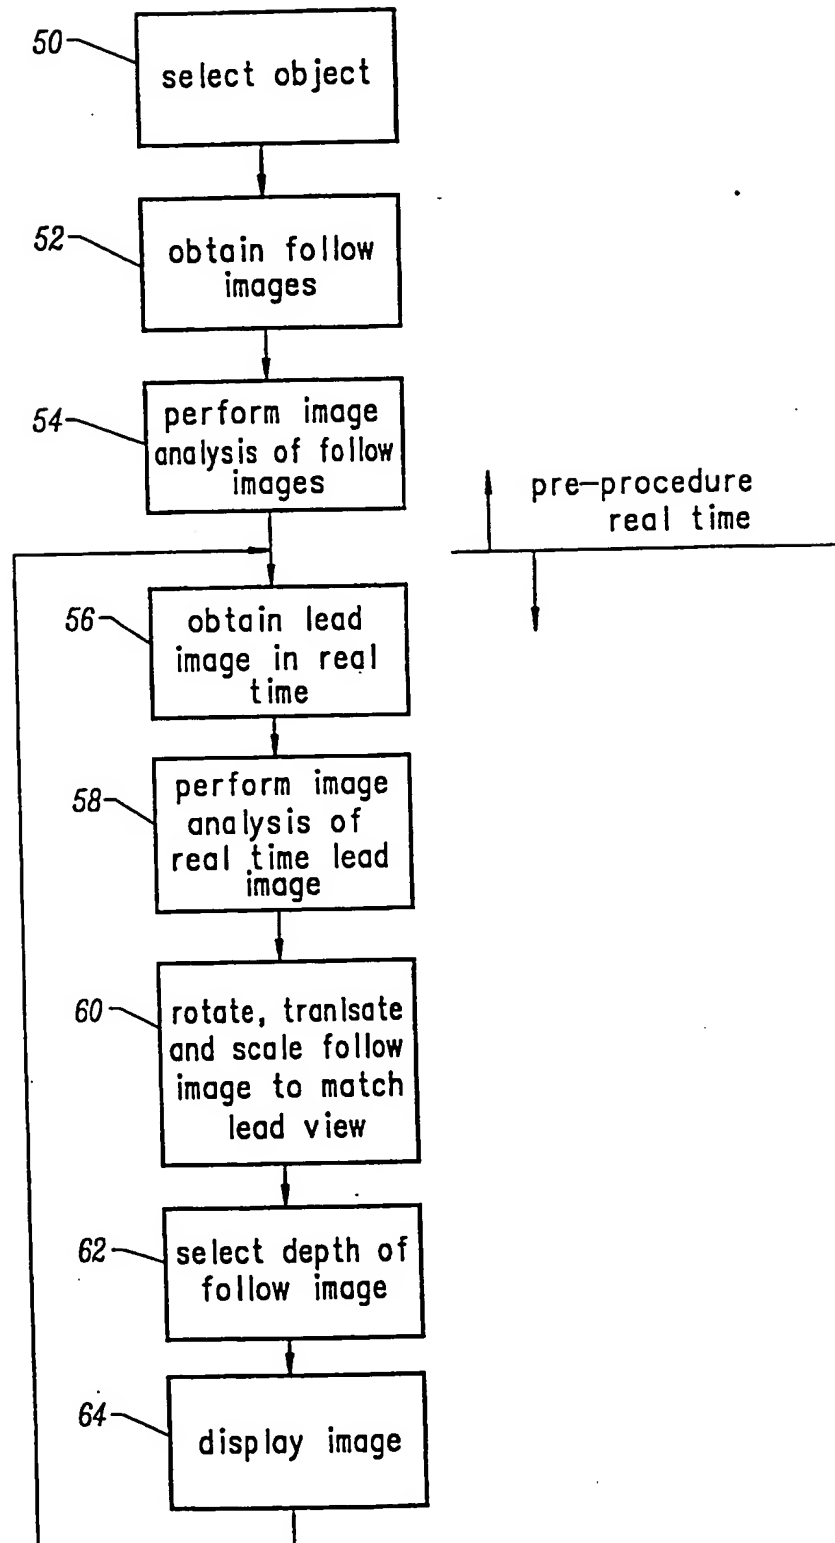 50
select object
52
obtain follow
images
54
perform image
analysis of follow
images
pre-procedure
real time
56
obtain lead
image in real
time
58
perform image
analysis of
real time lead
image
60
rotate, tranlsate
and scale follow
image to match
lead view
62
select depth of
follow image
64
display image